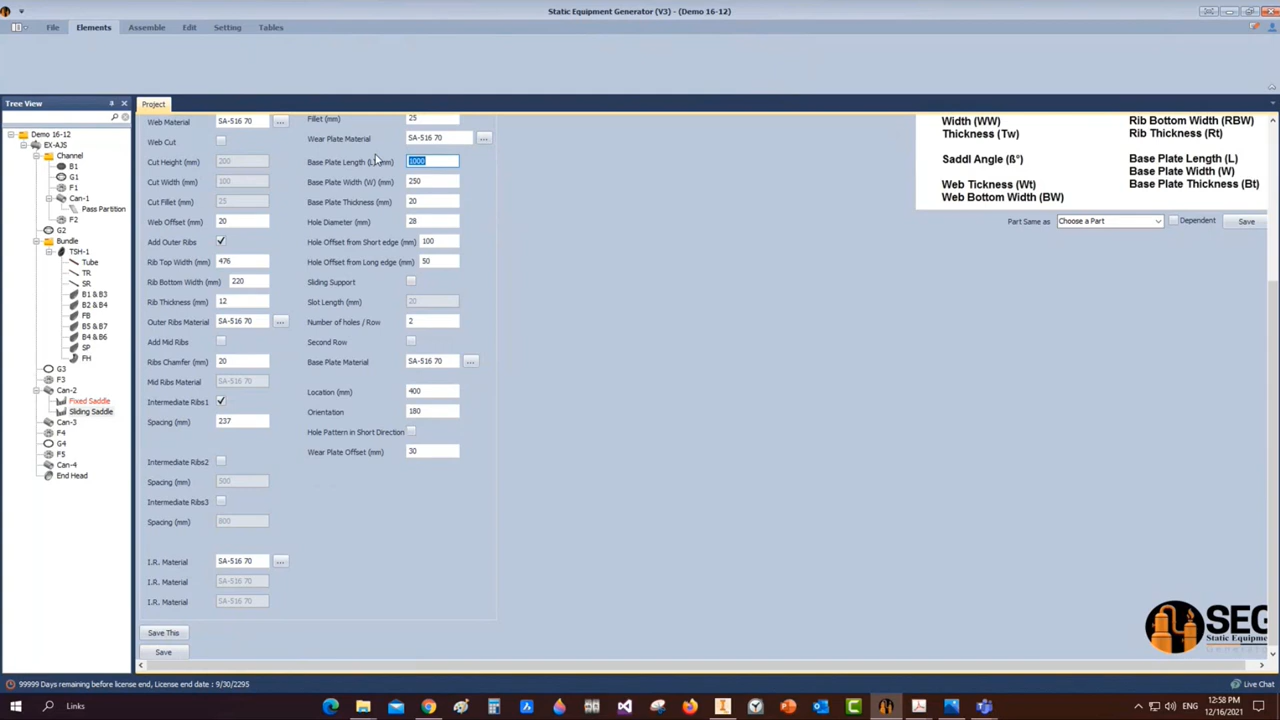 Static Equipment Generator (V3) - (Demo 16-12)
File Elements Assemble Edit Setting Tables
Tree View
Project
Demo 16-12
EX-AJS
Channel
B1
G1
F1
Can-1
Pass Partition
F2
G2
Bundle
TSH-1
Tube
TR
SR
B1 & B3
B2 & B4
FB
B5 & B7
B4 & B6
SP
FH
G3
F3
Can-2
Fixed Saddle
Sliding Saddle
Can-3
F4
G4
F5
Can-4
End Head
Web Material SA-516 70 ...
Web Cut
Cut Height (mm) 200
Cut Width (mm) 100
Cut Fillet (mm) 25
Web Offset (mm) 20
Add Outer Ribs
Rib Top Width (mm) 476
Rib Bottom Width (mm) 220
Rib Thickness (mm) 12
Outer Ribs Material SA-516 70 ...
Add Mid Ribs
Ribs Chamfer (mm) 20
Mid Ribs Material SA-516 70
Intermediate Ribs1
Spacing (mm) 237
Intermediate Ribs2
Spacing (mm) 500
Intermediate Ribs3
Spacing (mm) 800
I.R. Material SA-516 70 ...
I.R. Material SA-516 70
I.R. Material SA-516 70
Save This
Save
Fillet (mm) 25
Wear Plate Material SA-516 70 ...
Base Plate Length (L) (mm) 1000
Base Plate Width (W) (mm) 250
Base Plate Thickness (mm) 20
Hole Diameter (mm) 28
Hole Offset from Short edge (mm) 100
Hole Offset from Long edge (mm) 50
Sliding Support
Slot Length (mm) 20
Number of holes / Row 2
Second Row
Base Plate Material SA-516 70 ...
Location (mm) 400
Orientation 180
Hole Pattern in Short Direction
Wear Plate Offset (mm) 30
Width (WW)
Thickness (Tw)
Saddl Angle (ß°)
Web Tickness (Wt)
Web Bottom Width (BW)
Rib Bottom Width (RBW)
Rib Thickness (Rt)
Base Plate Length (L)
Base Plate Width (W)
Base Plate Thickness (Bt)
Part Same as Choose a Part Dependent Save
SEG
Static Equipm
99999 Days remaining before license end, License end date : 9/30/2295
Live Chat
Links
ENG
12:58 PM
12/16/2021